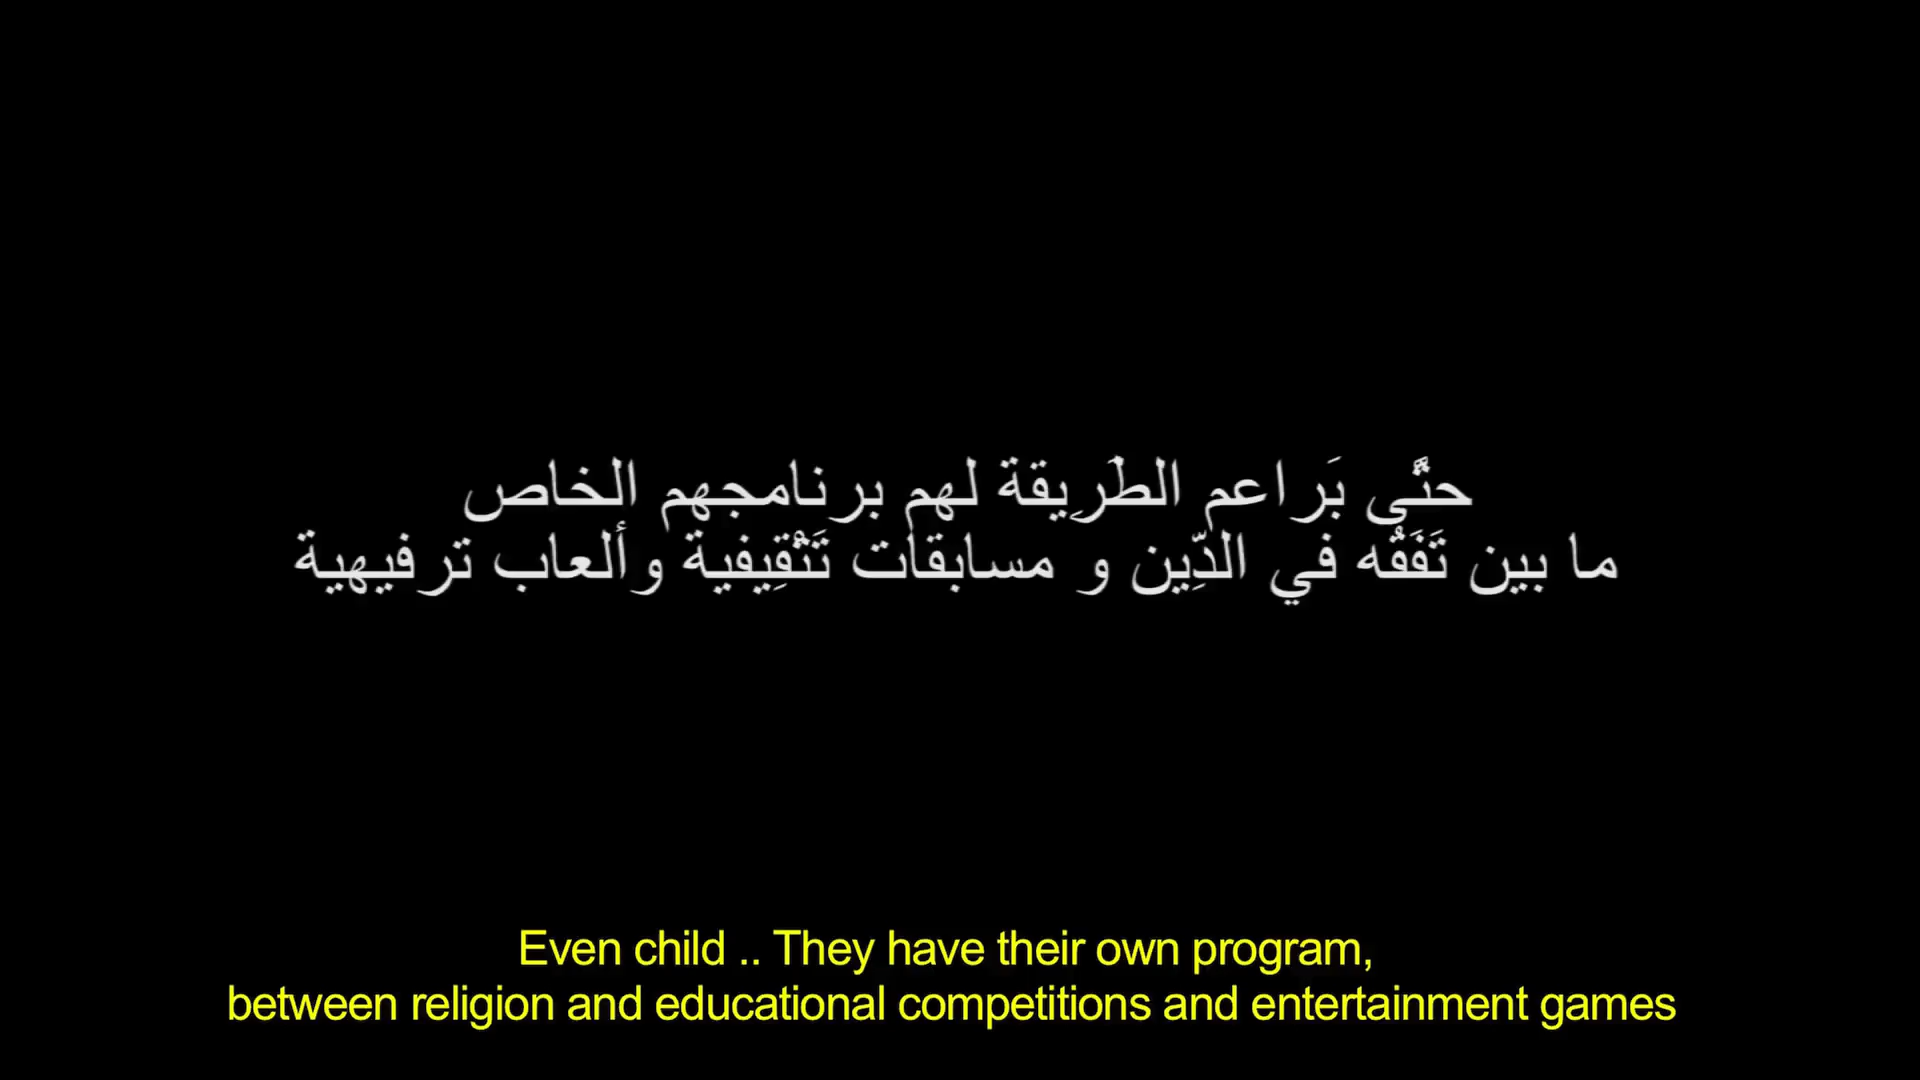 حتَّى بَراعم الطَرِيقة لهم برنامجهم الخاص
ما بين تَفَقُه في الدِّين و مسابقات تَثْقِيفية وألعاب ترفيهية
Even child .. They have their own program,
between religion and educational competitions and entertainment games